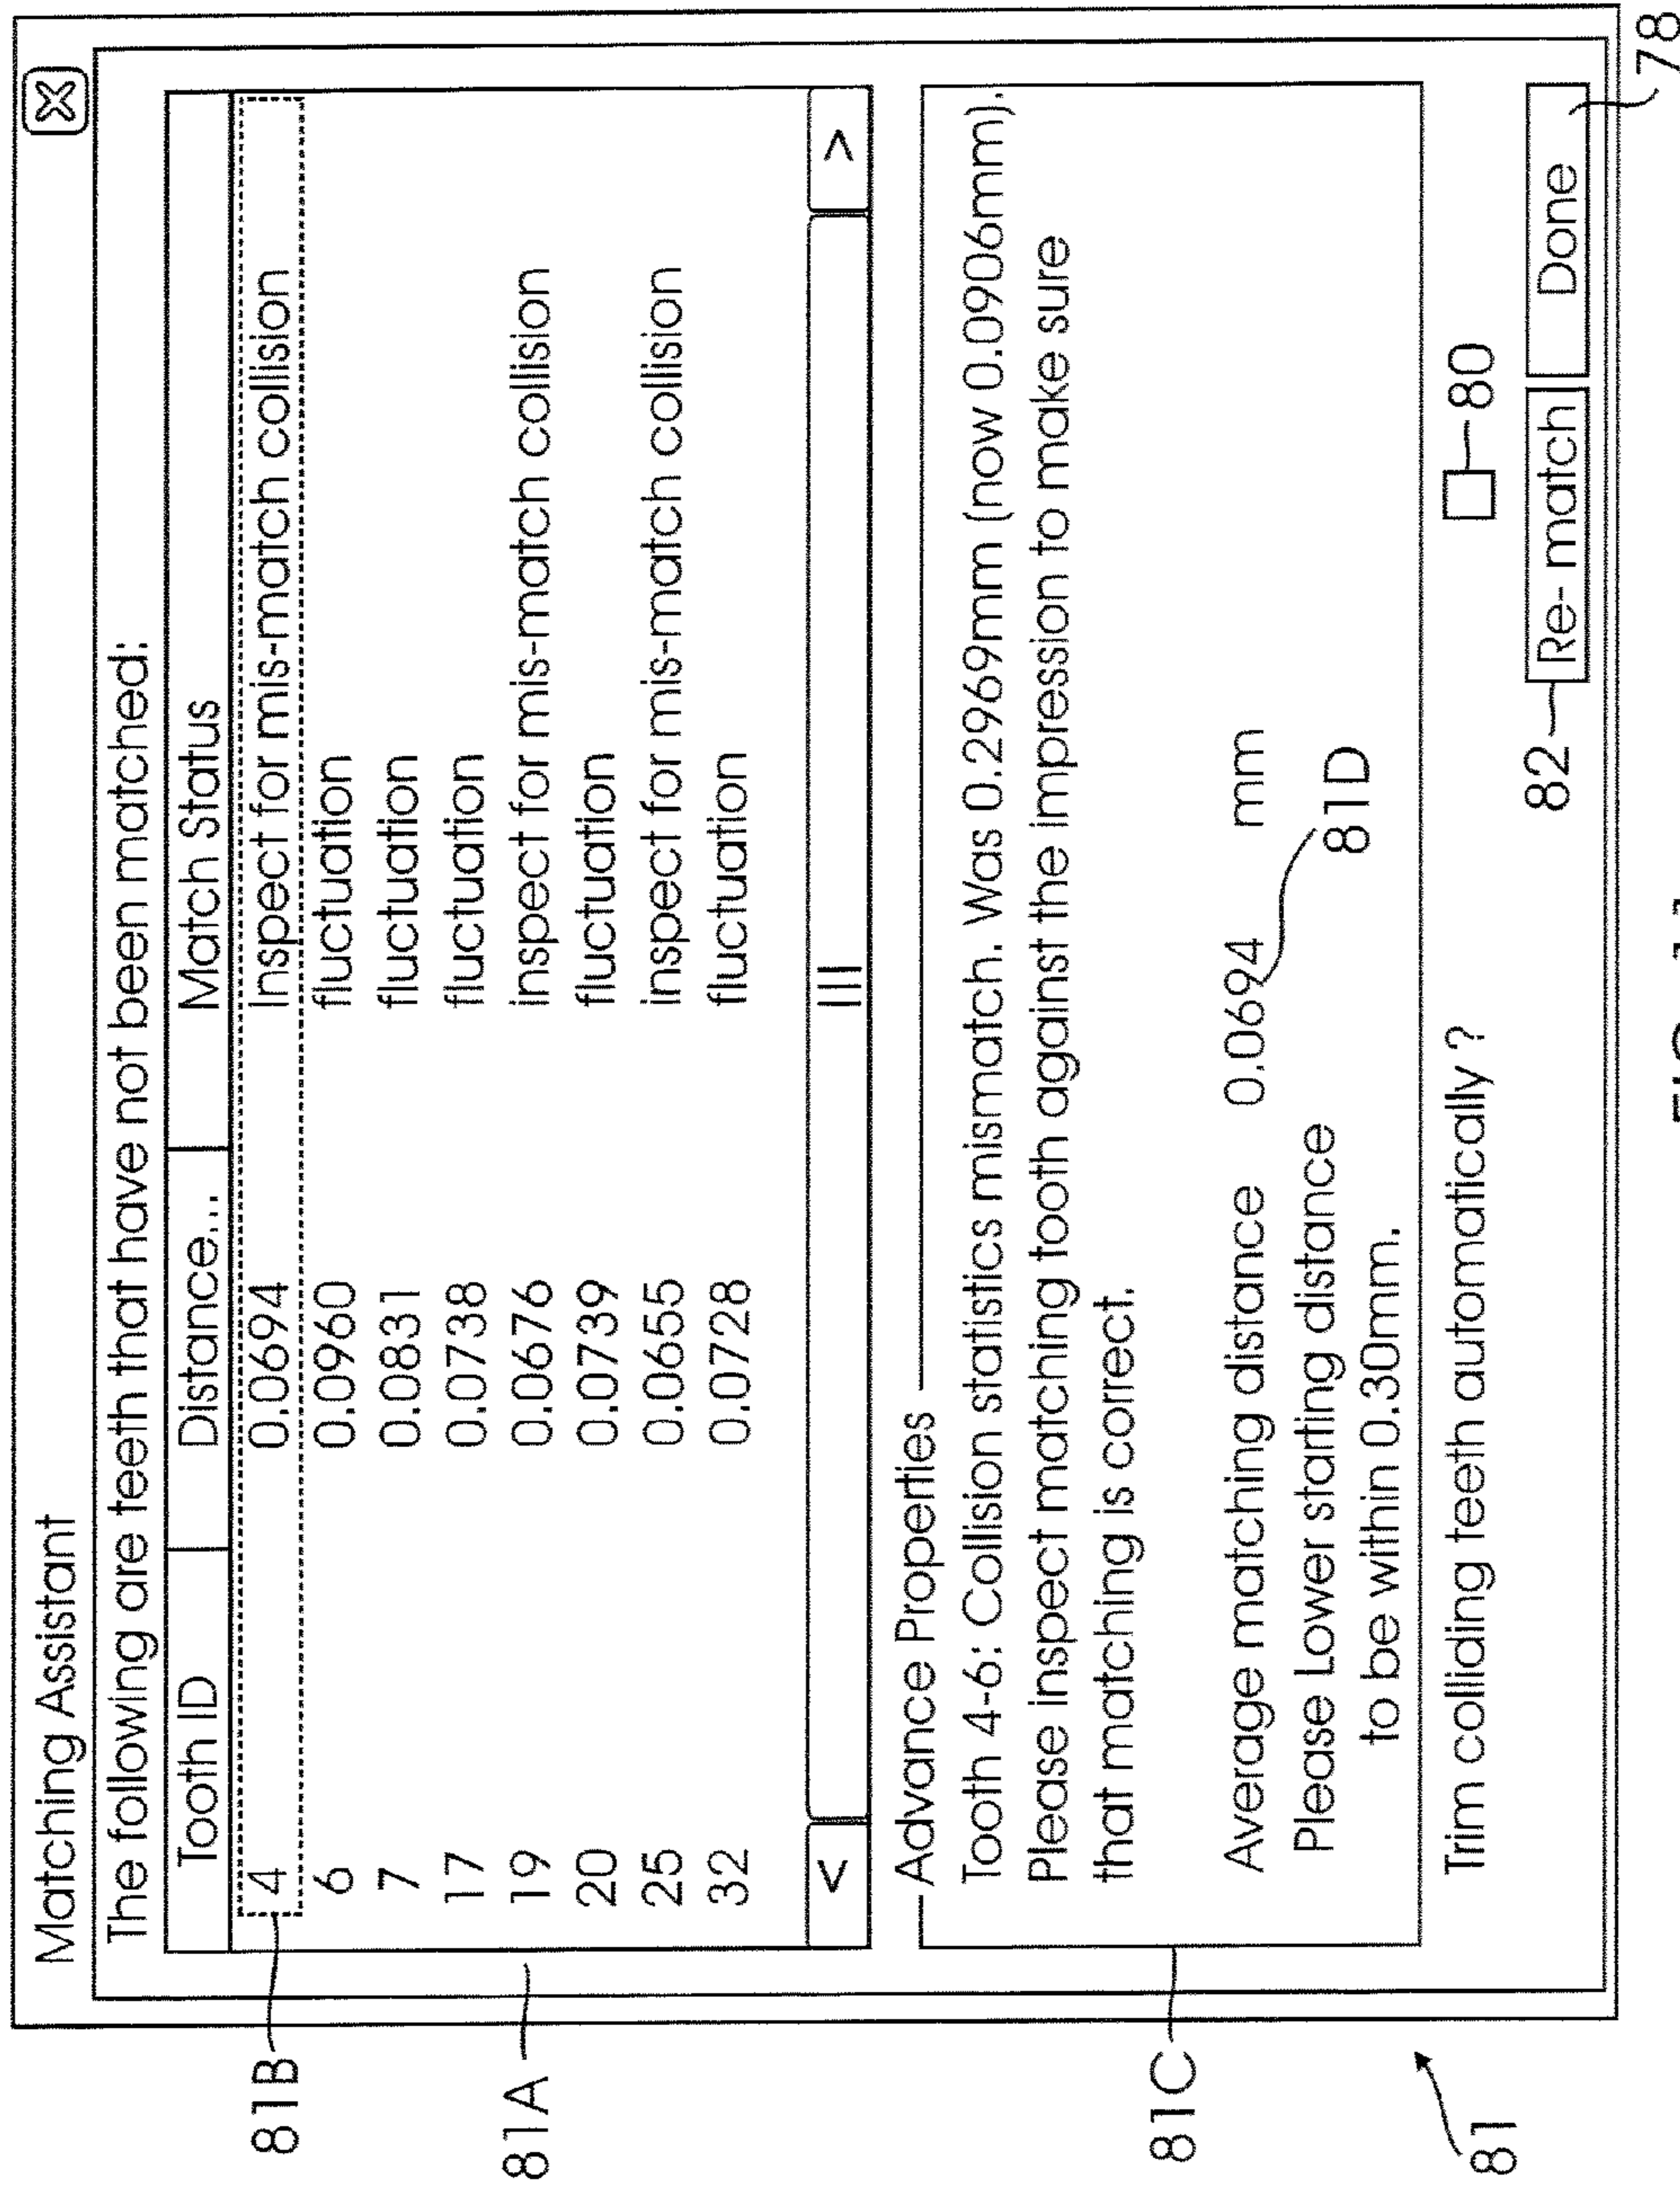 Matching Assistant
The following are teeth that have not been matched:
Tooth ID Distance... Match Status
4 0.0694 Inspect for mis-match collision
6 0.0960 fluctuation
7 0.0831 fluctuation
17 0.0738 fluctuation
19 0.0676 inspect for mis-match collision
20 0.0739 fluctuation
25 0.0655 inspect for mis-match collision
32 0.0728 fluctuation
< ||| >
Advance Properties
Tooth 4-6: Collision statistics mismatch. Was 0.2969mm (now 0.0906mm).
Please inspect matching tooth against the impression to make sure
that matching is correct.
Average matching distance 0.0694 mm
Please Lower starting distance
to be within 0.30mm.
Trim colliding teeth automatically ?
Re- match Done
81B
81A
81C
81D
81
80
82
78